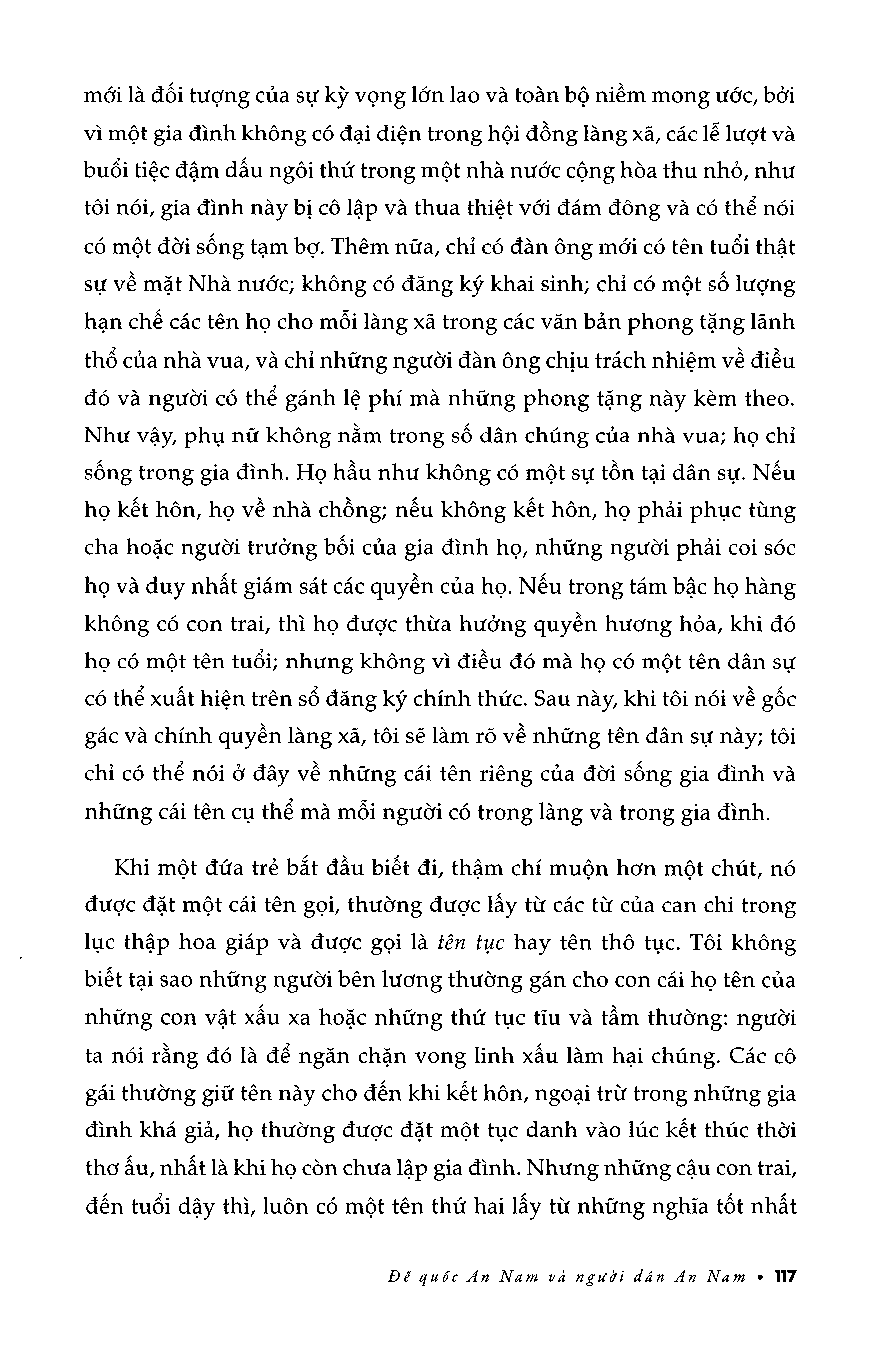 mới là đối tượng của sự kỳ vọng lớn lao và toàn bộ niềm mong ước, bởi
vì một gia đình không có đại diện trong hội đồng làng xã, các lễ lượt và
buổi tiệc đậm dấu ngôi thứ trong một nhà nước cộng hòa thu nhỏ, như
tôi nói, gia đình này bị cô lập và thua thiệt với đám đông và có thể nói
có một đời sống tạm bợ. Thêm nữa, chỉ có đàn ông mới có tên tuổi thật
sự về mặt Nhà nước; không có đăng ký khai sinh; chỉ có một số lượng
hạn chế các tên họ cho mỗi làng xã trong các văn bản phong tặng lãnh
thổ của nhà vua, và chỉ những người đàn ông chịu trách nhiệm về điều
đó và người có thể gánh lệ phí mà những phong tặng này kèm theo.
Như vậy, phụ nữ không nằm trong số dân chúng của nhà vua; họ chỉ
sống trong gia đình. Họ hầu như không có một sự tồn tại dân sự. Nếu
họ kết hôn, họ về nhà chồng; nếu không kết hôn, họ phải phục tùng
cha hoặc người trưởng bối của gia đình họ, những người phải coi sóc
họ và duy nhất giám sát các quyền của họ. Nếu trong tám bậc họ hàng
không có con trai, thì họ được thừa hưởng quyền hương hỏa, khi đó
họ có một tên tuổi; nhưng không vì điều đó mà họ có một tên dân sự
có thể xuất hiện trên sổ đăng ký chính thức. Sau này, khi tôi nói về gốc
gác và chính quyền làng xã, tôi sẽ làm rõ về những tên dân sự này; tôi
chỉ có thể nói ở đây về những cái tên riêng của đời sống gia đình và
những cái tên cụ thể mà mỗi người có trong làng và trong gia đình.
Khi một đứa trẻ bắt đầu biết đi, thậm chí muộn hơn một chút, nó
được đặt một cái tên gọi, thường được lấy từ các từ của can chi trong
lục thập hoa giáp và được gọi là tên tục hay tên thô tục. Tôi không
biết tại sao những người bên lương thường gán cho con cái họ tên của
những con vật xấu xa hoặc những thứ tục tĩu và tầm thường: người
ta nói rằng đó là để ngăn chặn vong linh xấu làm hại chúng. Các cô
gái thường giữ tên này cho đến khi kết hôn, ngoại trừ trong những gia
đình khá giả, họ thường được đặt một tục danh vào lúc kết thúc thời
thơ ấu, nhất là khi họ còn chưa lập gia đình. Nhưng những cậu con trai,
đến tuổi dậy thì, luôn có một tên thứ hai lấy từ những nghĩa tốt nhất
Đế quốc An Nam và người dân An Nam • 117